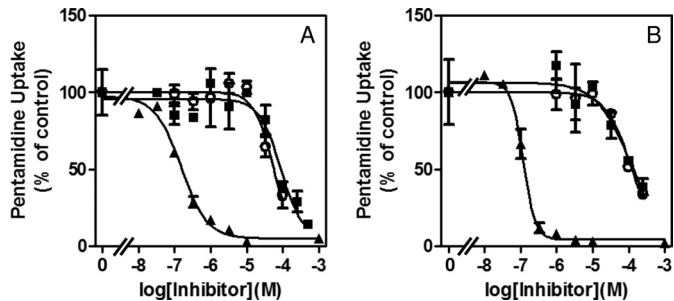 A
B
Pentamidine Uptake
(% of control)
150
100
50
0
0
-8
-7
-6
-5
-4
-3
log[Inhibitor](M)
Pentamidine Uptake
(% of control)
150
100
50
0
0
-8
-7
-6
-5
-4
-3
log[Inhibitor](M)